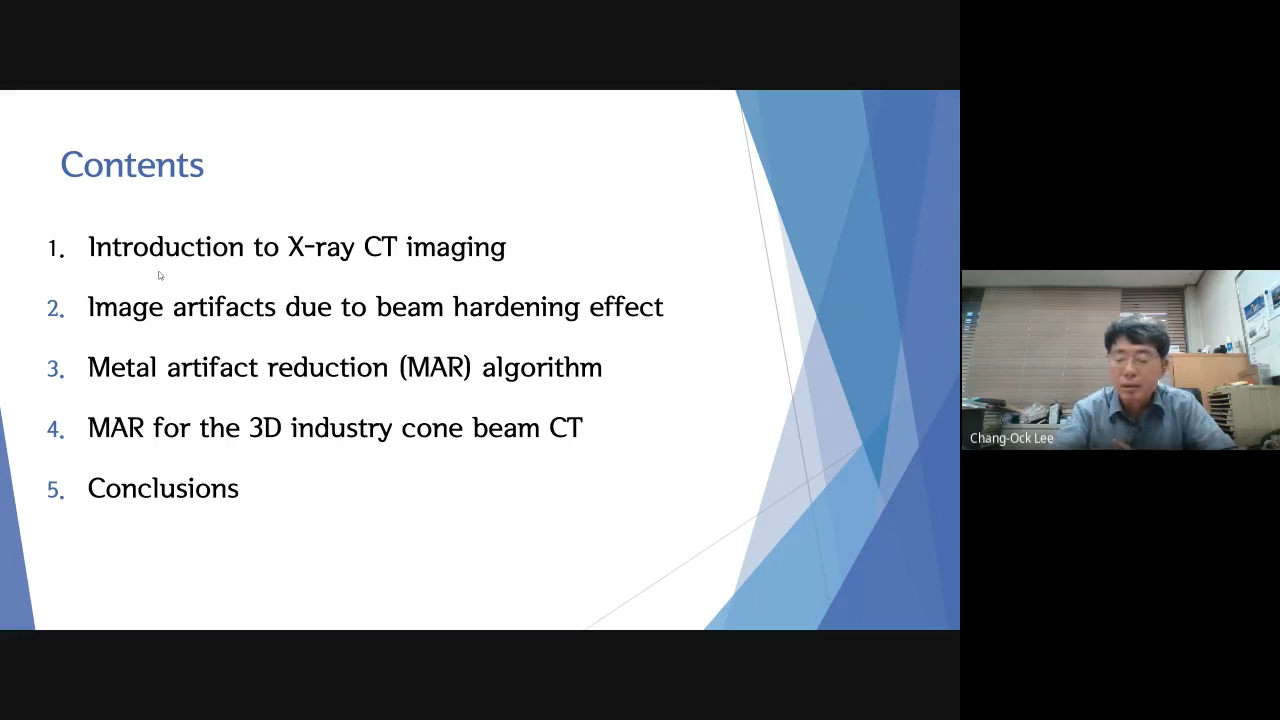 Contents
1. Introduction to X-ray CT imaging
2. Image artifacts due to beam hardening effect
3. Metal artifact reduction (MAR) algorithm
4. MAR for the 3D industry cone beam CT
5. Conclusions
Chang-Ock Lee